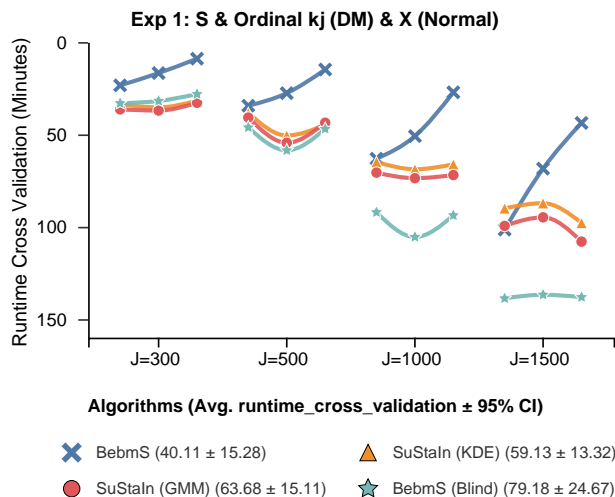 Exp 1: S & Ordinal kj (DM) & X (Normal)
Runtime Cross Validation (Minutes)
0
50
100
150
J=300 J=500 J=1000 J=1500
Algorithms (Avg. runtime_cross_validation ± 95% CI)
BebmS (40.11 ± 15.28) SuStaIn (KDE) (59.13 ± 13.32)
SuStaIn (GMM) (63.68 ± 15.11) BebmS (Blind) (79.18 ± 24.67)